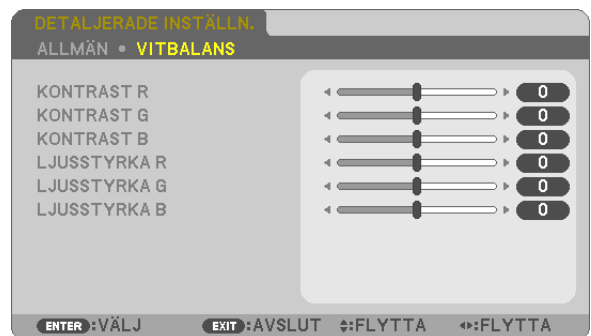 DETALJERADE INSTÄLLN.
ALLMÄN • VITBALANS
KONTRAST R 0
KONTRAST G 0
KONTRAST B 0
LJUSSTYRKA R 0
LJUSSTYRKA G 0
LJUSSTYRKA B 0
ENTER :VÄLJ EXIT :AVSLUT :FLYTTA :FLYTTA